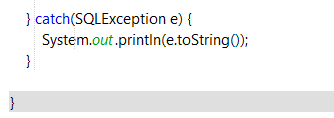 } catch(SQLException e) {
System.out.println(e.toString());
}
}